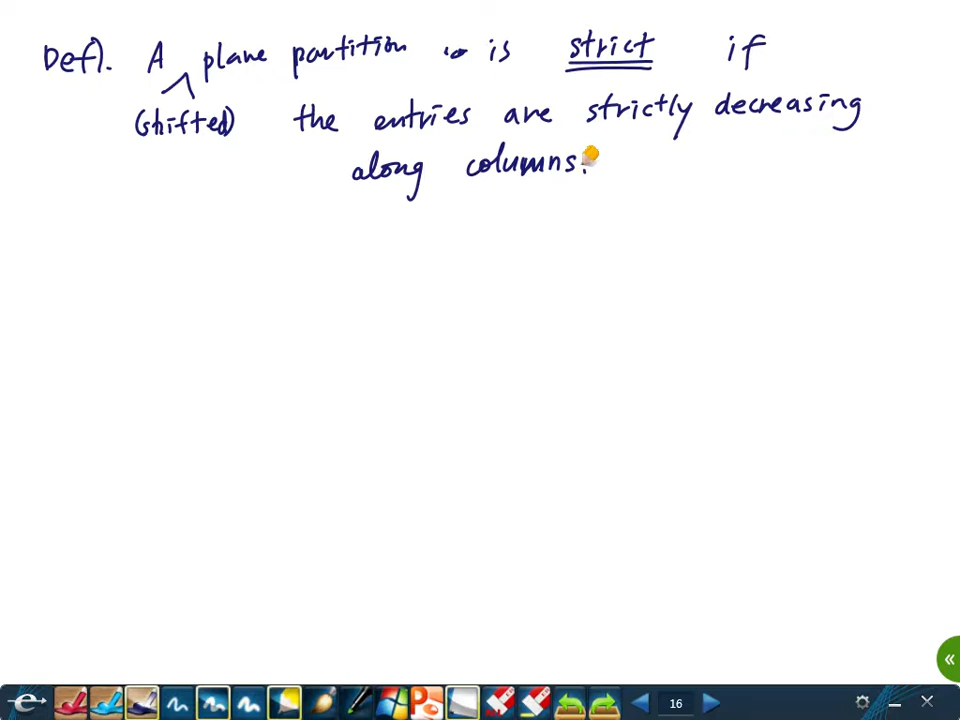 Def). A plane partition is strict if
(shifted) the entries are strictly decreasing
along columns.
16